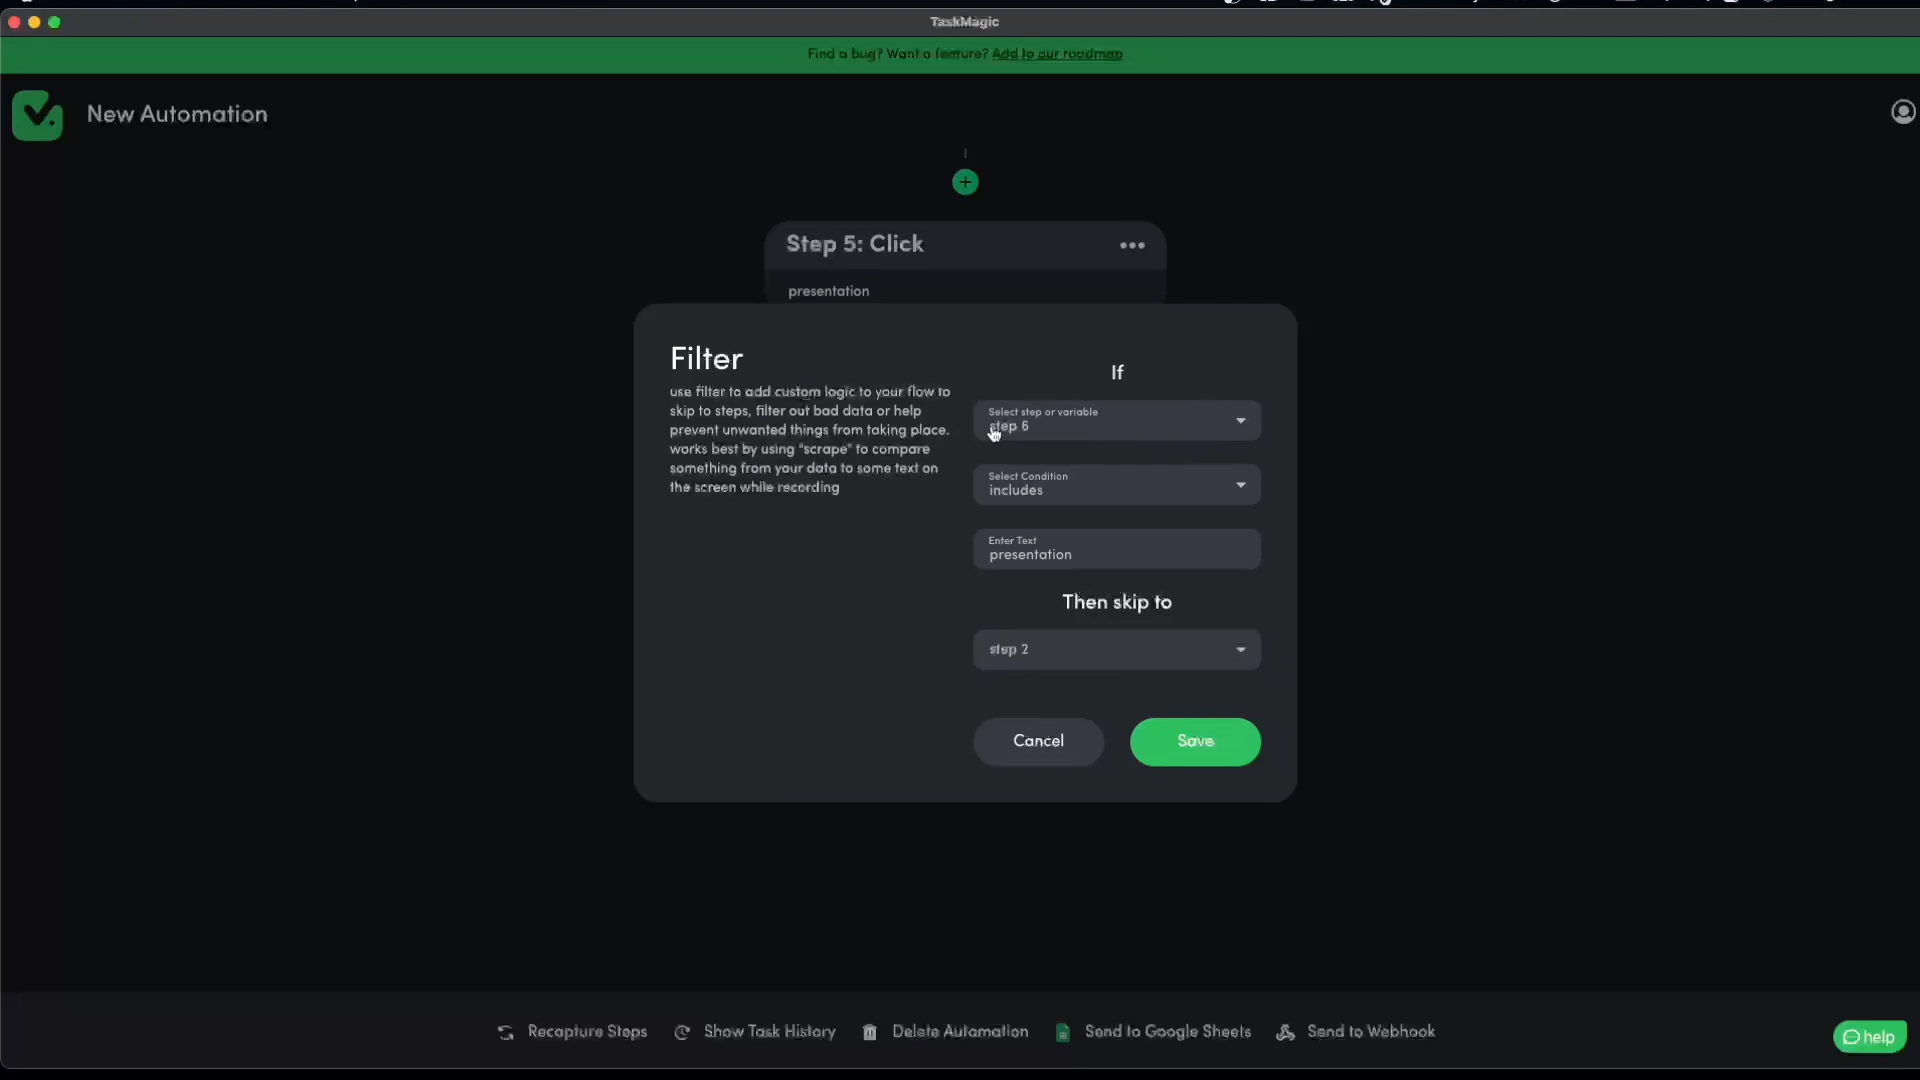 TaskMagic
Find a bug? Want a feature? Add to our roadmap
New Automation
Step 5: Click
presentation
Filter
use filter to add custom logic to your flow to
skip to steps, filter out bad data or help
prevent unwanted things from taking place.
works best by using "scrape" to compare
something from your data to some text on
the screen while recording
If
Select step or variable
step 6
Select Condition
includes
Enter Text
presentation
Then skip to
step 2
Cancel
Save
Recapture Steps
Show Task History
Delete Automation
Send to Google Sheets
Send to Webhook
help